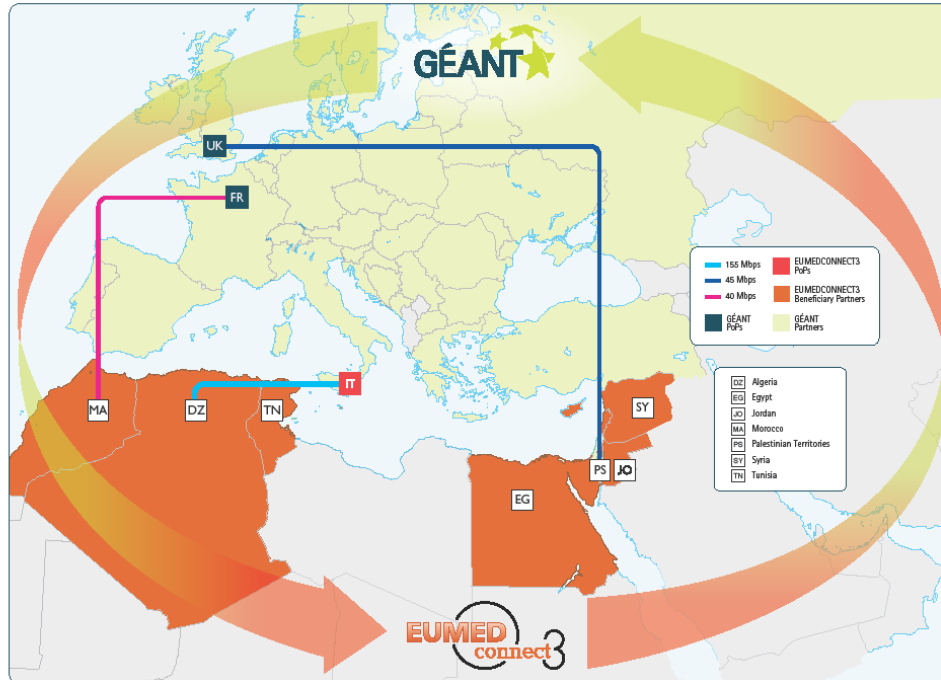 GÉANT
UK
FR
155 Mbps
EUMEDCONNECT3
PoPs
45 Mbps
EUMEDCONNECT3
Beneficiary Partners
40 Mbps
GÉANT
PoPs
GÉANT
Partners
IT
MA
DZ
TN
SY
DZ Algeria
EG Egypt
JO Jordan
MA Morocco
PS Palestinian Territories
SY Syria
TN Tunisia
PS
JO
EG
EUMED
connect3